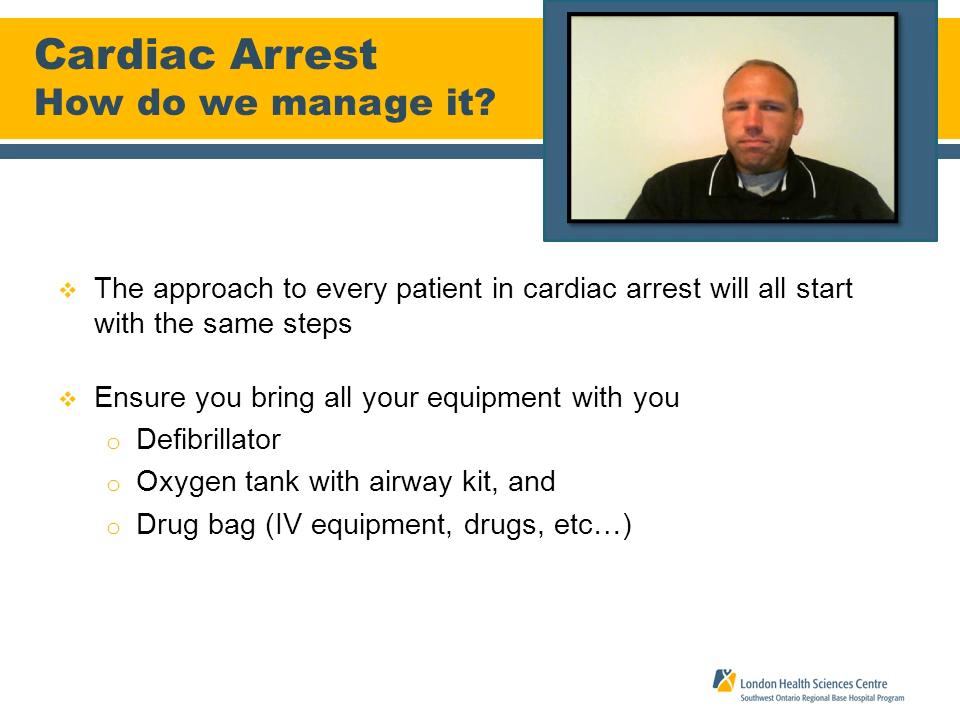 Cardiac Arrest
How do we manage it?
❖ The approach to every patient in cardiac arrest will all start
with the same steps
❖ Ensure you bring all your equipment with you
o Defibrillator
o Oxygen tank with airway kit, and
o Drug bag (IV equipment, drugs, etc…)
London Health Sciences Centre
Southwest Ontario Regional Base Hospital Program